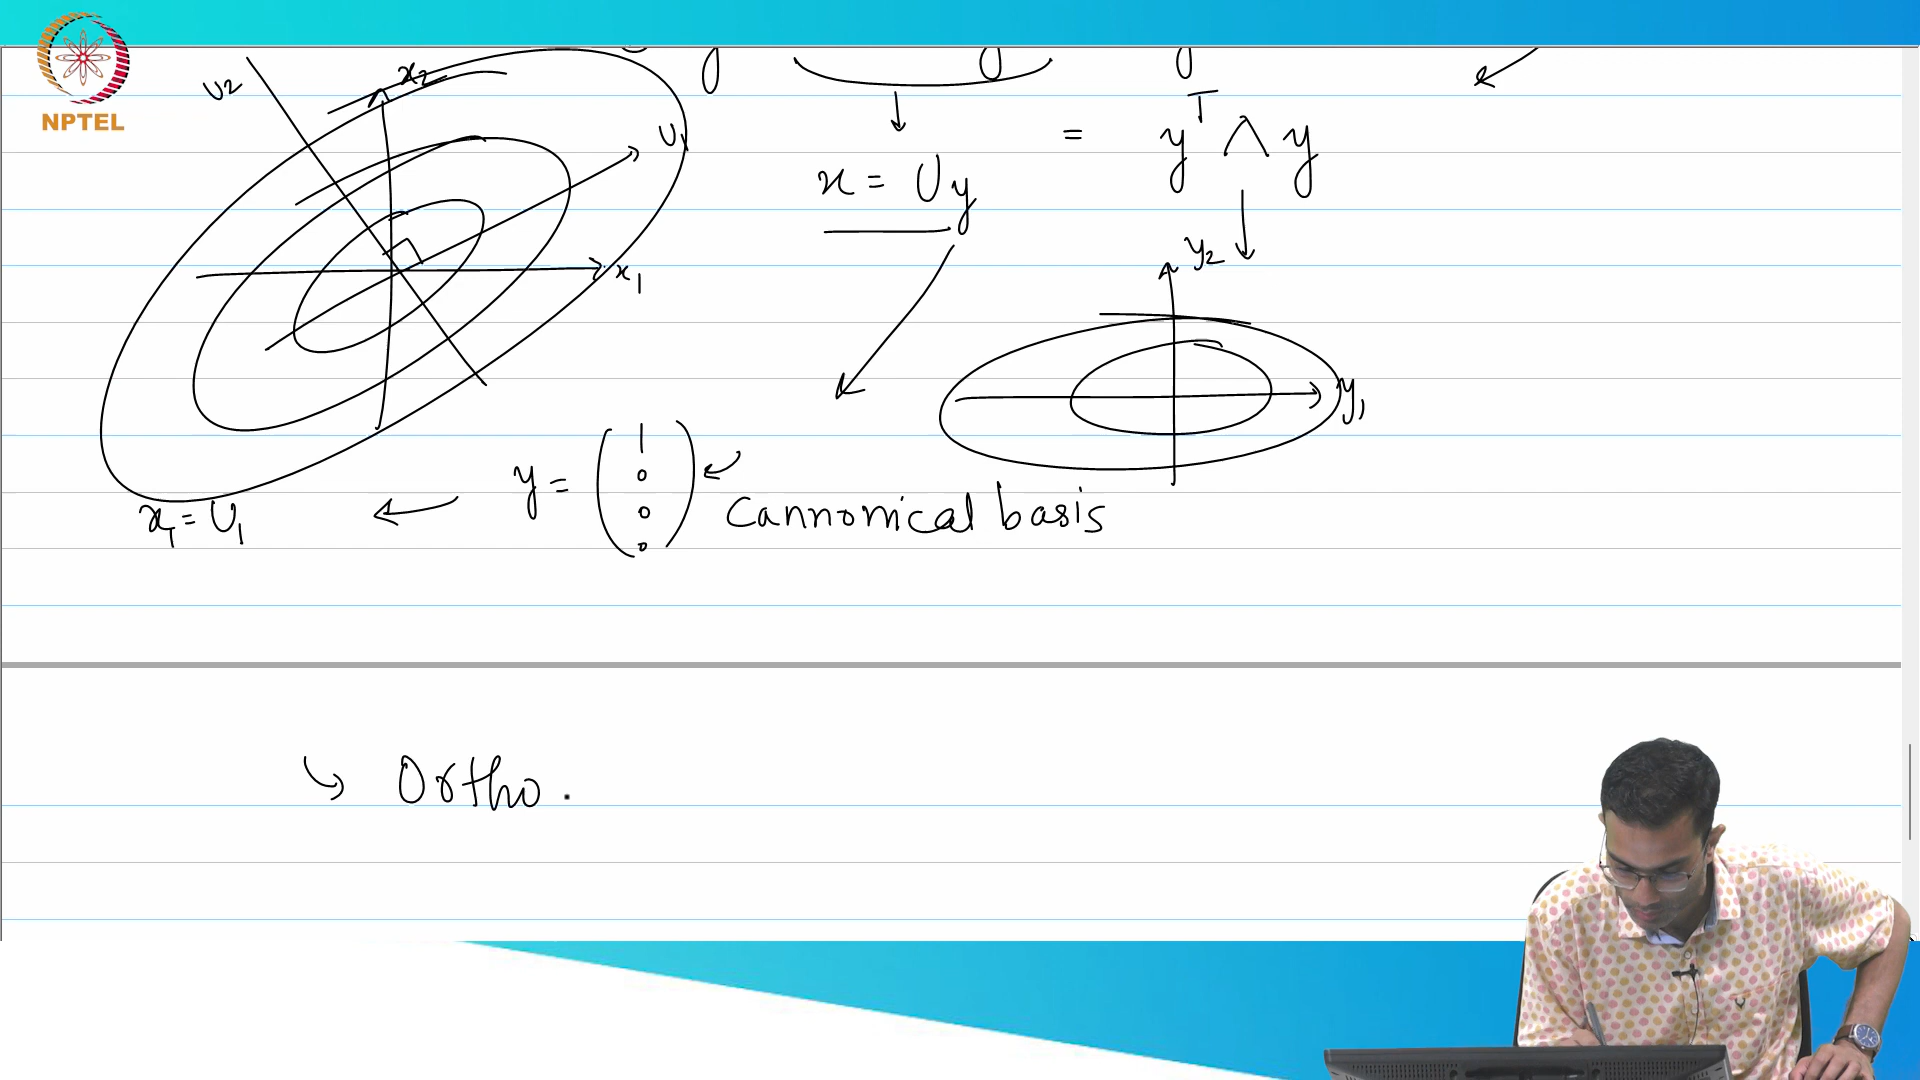 NPTEL
x2
U2
U1
x1
x = Uy
= y^T Λ y
y2
y1
x1 = U1
y = (1 0 0 0)
Cannonical basis
Ortho.